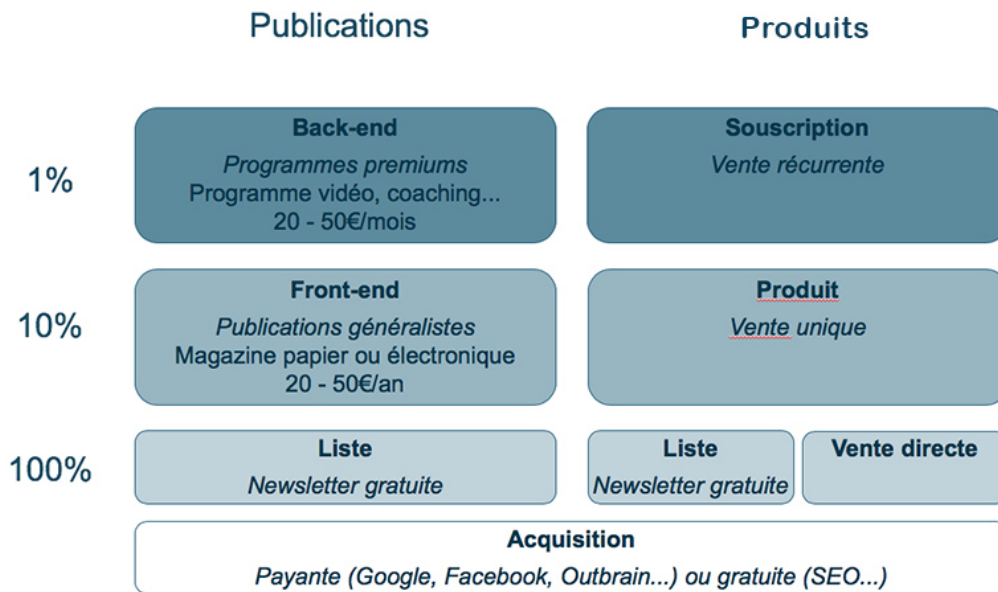 Publications
Produits
1%
Back-end
Programmes premiums
Programme vidéo, coaching...
20 - 50€/mois
Souscription
Vente récurrente
10%
Front-end
Publications généralistes
Magazine papier ou électronique
20 - 50€/an
Produit
Vente unique
100%
Liste
Newsletter gratuite
Liste
Newsletter gratuite
Vente directe
Acquisition
Payante (Google, Facebook, Outbrain...) ou gratuite (SEO...)